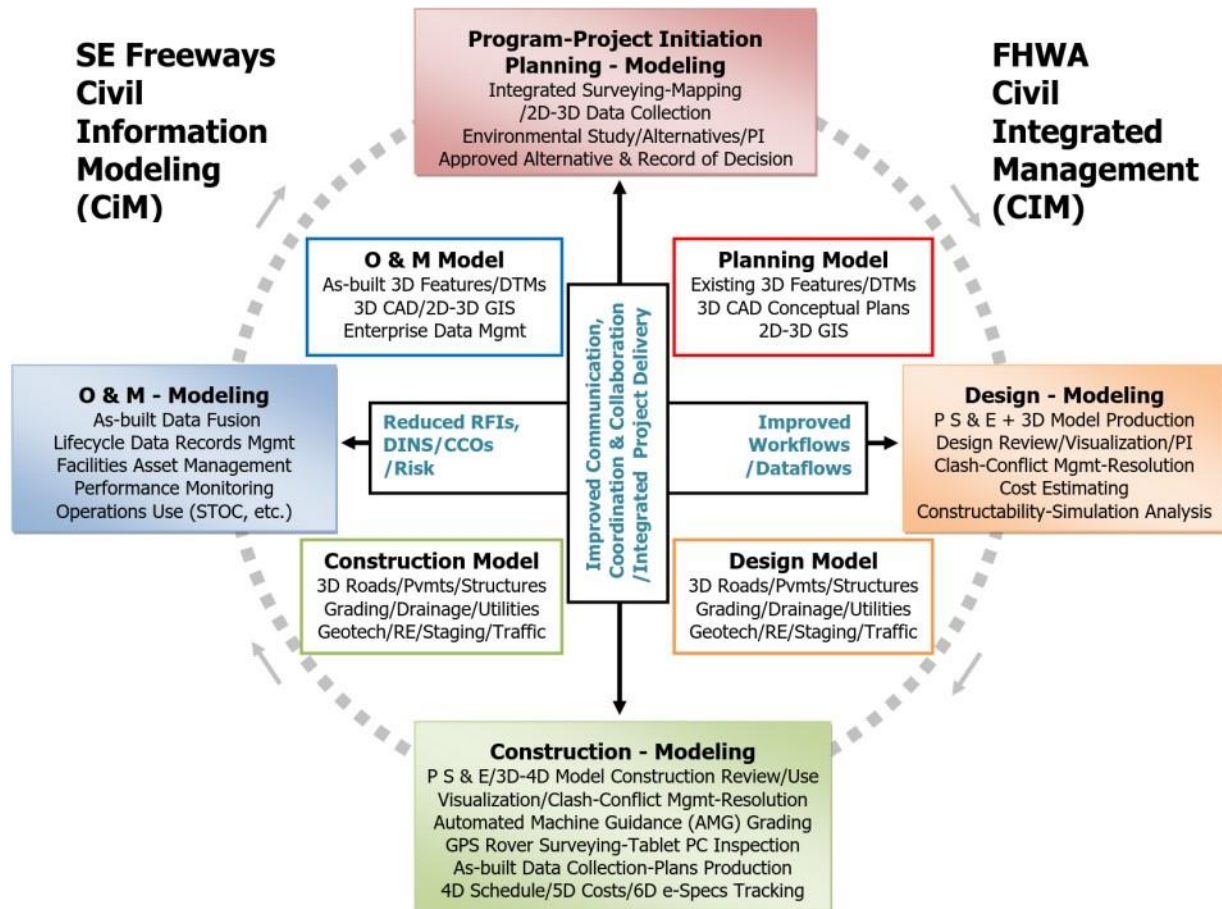 SE Freeways
Civil
Information
Modeling
(CiM)
Program-Project Initiation
Planning - Modeling
Integrated Surveying-Mapping
/2D-3D Data Collection
Environmental Study/Alternatives/PI
Approved Alternative & Record of Decision
FHWA
Civil
Integrated
Management
(CIM)
O & M Model
As-built 3D Features/DTMs
3D CAD/2D-3D GIS
Enterprise Data Mgmt
Planning Model
Existing 3D Features/DTMs
3D CAD Conceptual Plans
2D-3D GIS
O & M - Modeling
As-built Data Fusion
Lifecycle Data Records Mgmt
Facilities Asset Management
Performance Monitoring
Operations Use (STOC, etc.)
Reduced RFIs,
DINS/CCOs
/Risk
Improved Communication,
Coordination & Collaboration
/Integrated Project Delivery
Improved
Workflows
/Dataflows
Design - Modeling
P S & E + 3D Model Production
Design Review/Visualization/PI
Clash-Conflict Mgmt-Resolution
Cost Estimating
Constructability-Simulation Analysis
Construction Model
3D Roads/Pvmts/Structures
Grading/Drainage/Utilities
Geotech/RE/Staging/Traffic
Design Model
3D Roads/Pvmts/Structures
Grading/Drainage/Utilities
Geotech/RE/Staging/Traffic
Construction - Modeling
P S & E/3D-4D Model Construction Review/Use
Visualization/Clash-Conflict Mgmt-Resolution
Automated Machine Guidance (AMG) Grading
GPS Rover Surveying-Tablet PC Inspection
As-built Data Collection-Plans Production
4D Schedule/5D Costs/6D e-Specs Tracking